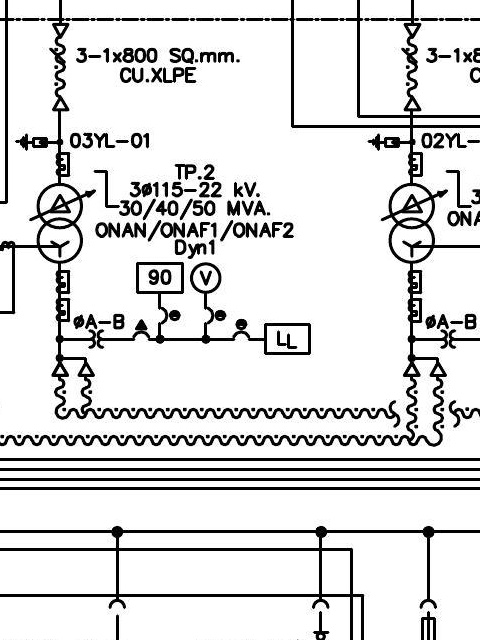 3-1x800 SQ.mm.
CU.XLPE
3-1x8
C
03YL-01
02YL-
TP.2
3ø115-22 kV.
30/40/50 MVA.
ONAN/ONAF1/ONAF2
Dyn1
3
ONA
90
V
øA-B
LL
øA-B